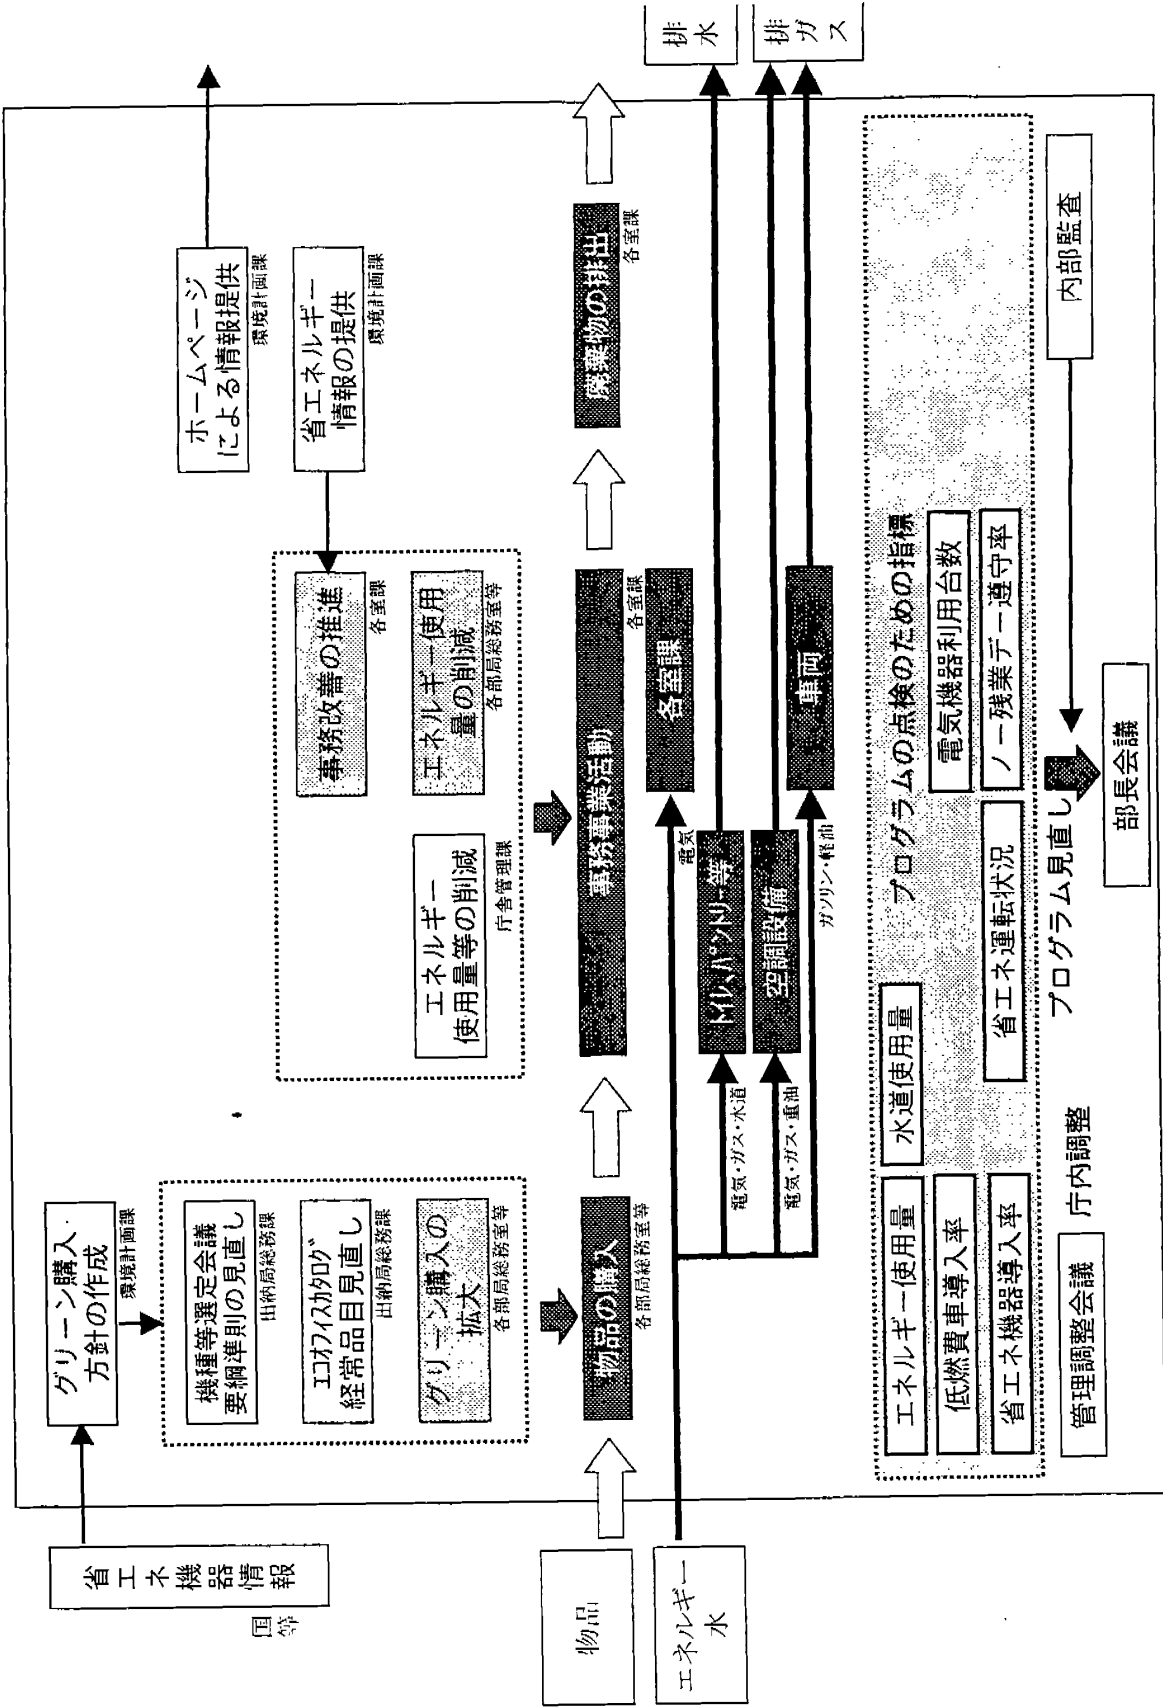 省エネ機器情報
国等
グリーン購入
方針の作成
環境計画課
機種等選定会議
要綱準則の見直し
出納局総務課
エコオフィスカタログ
経常品目見直し
出納局総務課
グリーン購入の
拡大
各部局総務室等
ホームページ
による情報提供
環境計画課
省エネルギー
情報の提供
環境計画課
事務改善の推進
各室課
エネルギー使用
量の削減
各部局総務室等
エネルギー
使用量等の削減
庁舎管理課
物品
物品の購入
各部局総務室等
事務事業活動
各室課
廃棄物の排出
各室課
エネルギー
水
電気
各室課
電気・ガス・水道
トイレ、パントリー等
排水
電気・ガス・重油
空調設備
ガソリン・軽油
車両
排ガス
プログラムの点検のための指標
エネルギー使用量
水道使用量
低燃費車導入率
電気機器利用台数
省エネ機器導入率
省エネ運転状況
ノー残業デー遵守率
管理調整会議
庁内調整
プログラム見直し
内部監査
部長会議